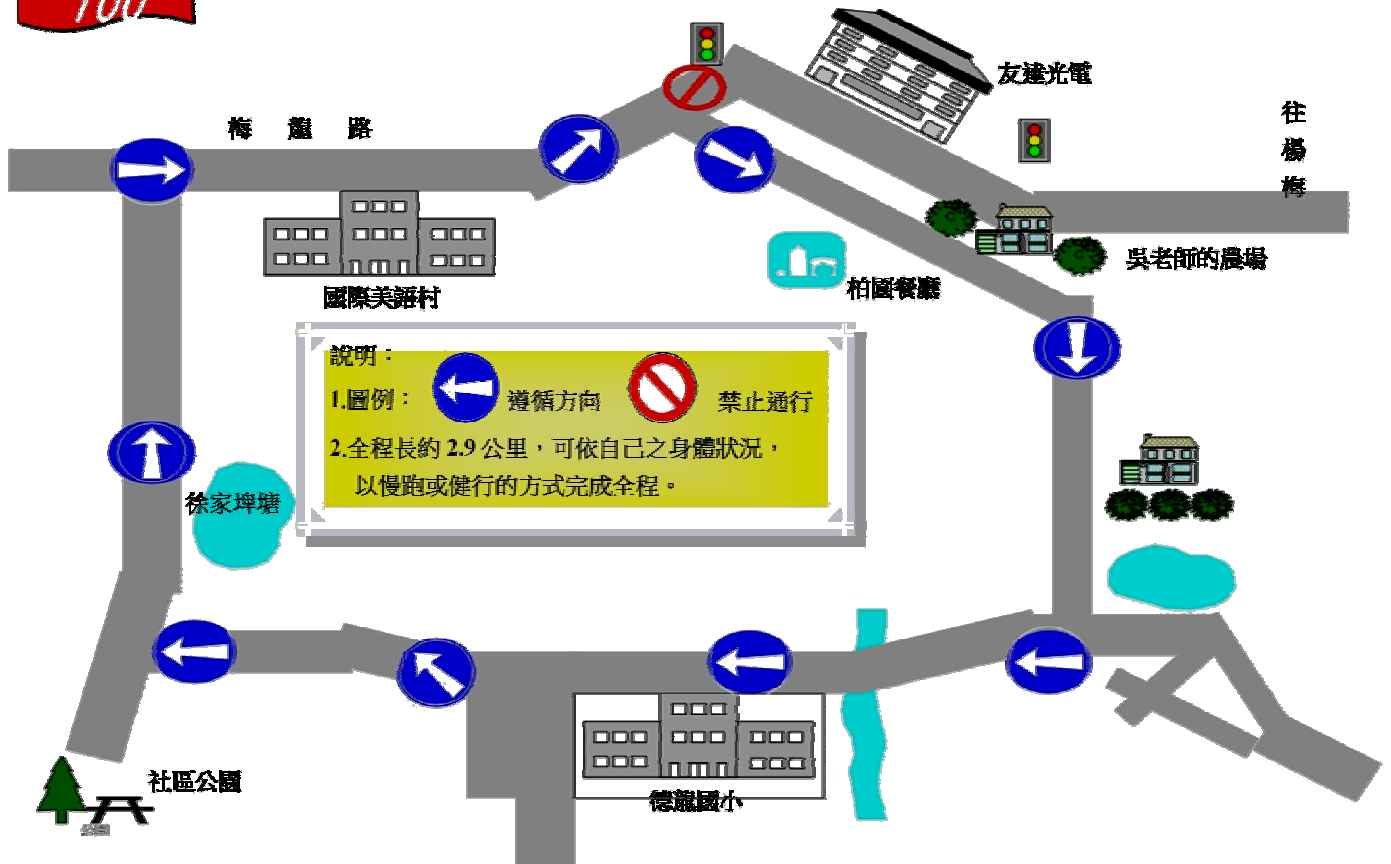 100
友達光電
梅龍路
往楊梅
吳老師的農場
國際美語村
柏園餐廳
說明：
1.圖例： 遵循方向 禁止通行
2.全程長約 2.9 公里，可依自己之身體狀況，
以慢跑或健行的方式完成全程。
徐家埤塘
社區公園
德龍國小